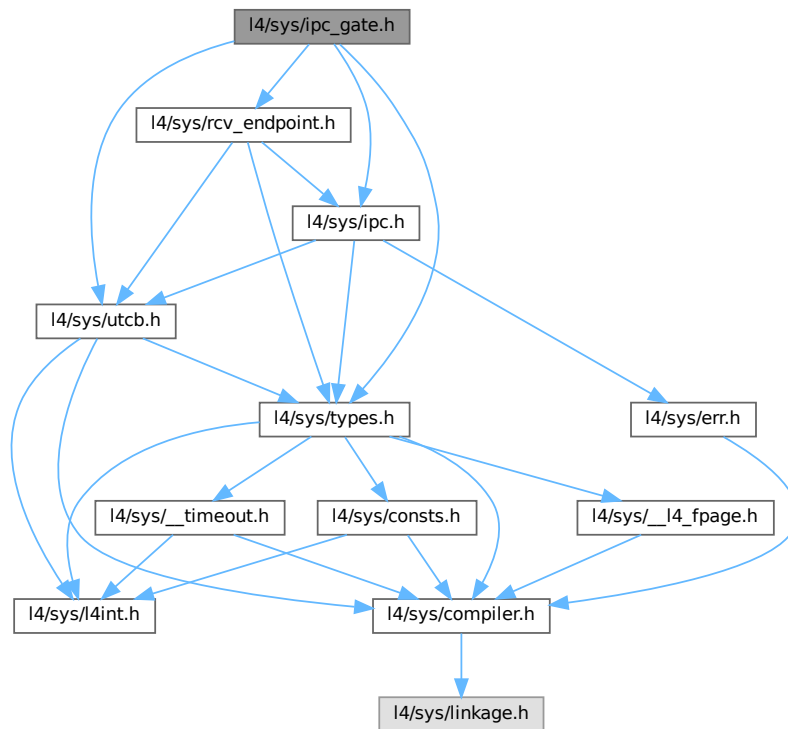 l4/sys/ipc_gate.h
l4/sys/rcv_endpoint.h
l4/sys/ipc.h
l4/sys/utcb.h
l4/sys/types.h
l4/sys/err.h
l4/sys/__timeout.h
l4/sys/consts.h
l4/sys/__l4_fpage.h
l4/sys/l4int.h
l4/sys/compiler.h
l4/sys/linkage.h